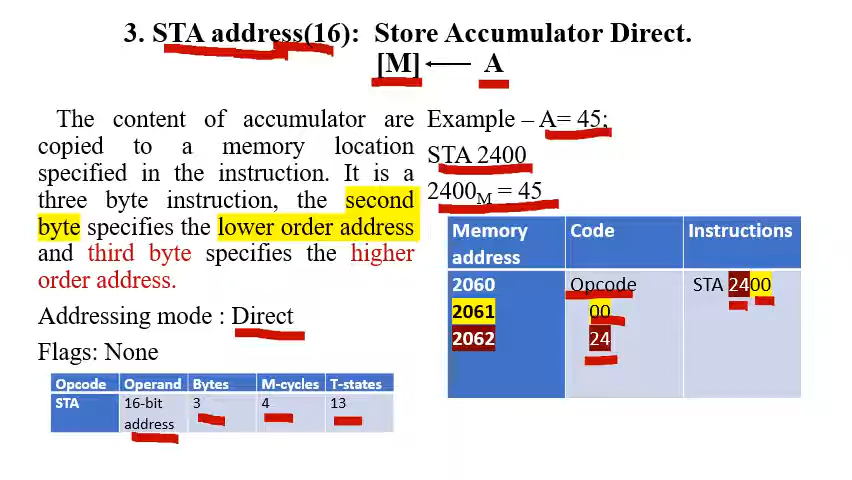 3. STA address(16): Store Accumulator Direct.
[M] ← A
The content of accumulator are
copied to a memory location
specified in the instruction. It is a
three byte instruction, the second
byte specifies the lower order address
and third byte specifies the higher
order address.
Addressing mode : Direct
Flags: None
Opcode Operand Bytes M-cycles T-states
STA 16-bit 3 4 13
address
Example – A= 45;
STA 2400
2400M = 45
Memory Code Instructions
address
2060 Opcode STA 2400
2061 00
2062 24